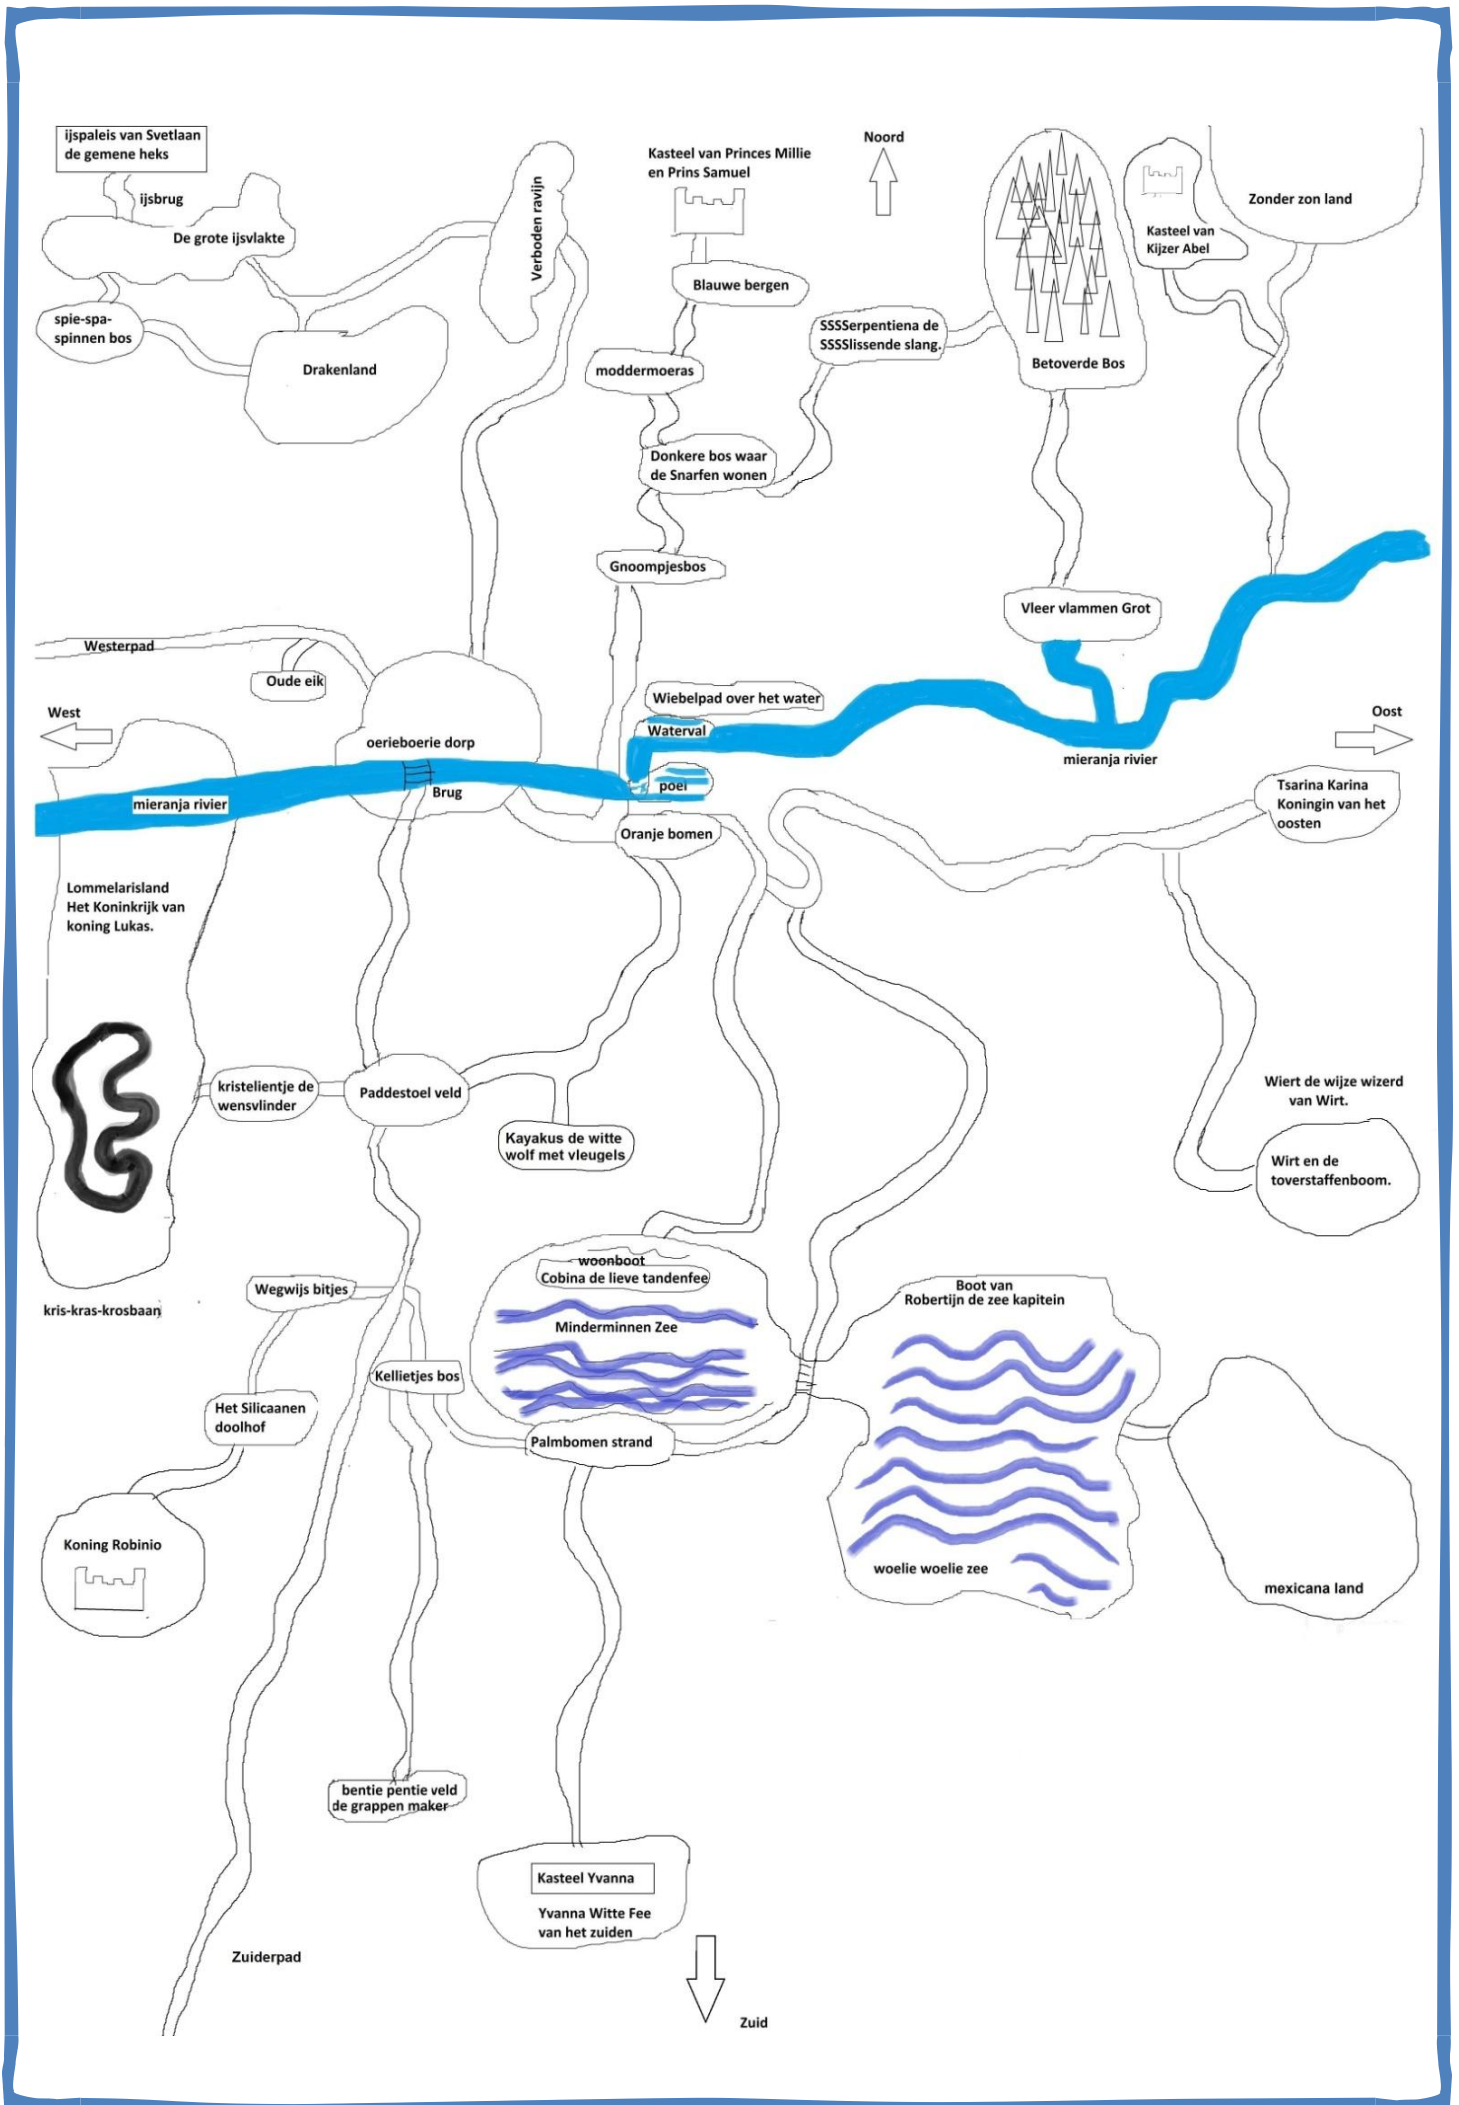 ijspaleis van Svetlaan
de gemene heks
ijsbrug
De grote ijsvlakte
spie-spa-
spinnen bos
Drakenland
Verboden ravijn
Kasteel van Princes Millie
en Prins Samuel
Blauwe bergen
moddermoeras
Donkere bos waar
de Snarfen wonen
Gnoompjesbos
SSSSerpentiena de
SSSSlissende slang.
Noord
Betoverde Bos
Kasteel van
Kijzer Abel
Zonder zon land
Vleer vlammen Grot
Westerpad
Oude eik
West
oerieboerie dorp
Brug
mieranja rivier
Wiebelpad over het water
Waterval
poel
Oranje bomen
mieranja rivier
Oost
Tsarina Karina
Koningin van het
oosten
Lommelarisland
Het Koninkrijk van
koning Lukas.
kristelientje de
wensvlinder
Paddestoel veld
Kayakus de witte
wolf met vleugels
Wiert de wijze wizerd
van Wirt.
Wirt en de
toverstaffenboom.
kris-kras-krosbaan
Wegwijs bitjes
woonboot
Cobina de lieve tandenfee
Minderminnen Zee
Boot van
Robertijn de zee kapitein
Kellietjes bos
Het Silicaanen
doolhof
Palmbomen strand
Koning Robinio
woelie woelie zee
mexicana land
bentie pentie veld
de grappen maker
Kasteel Yvanna
Yvanna Witte Fee
van het zuiden
Zuiderpad
Zuid